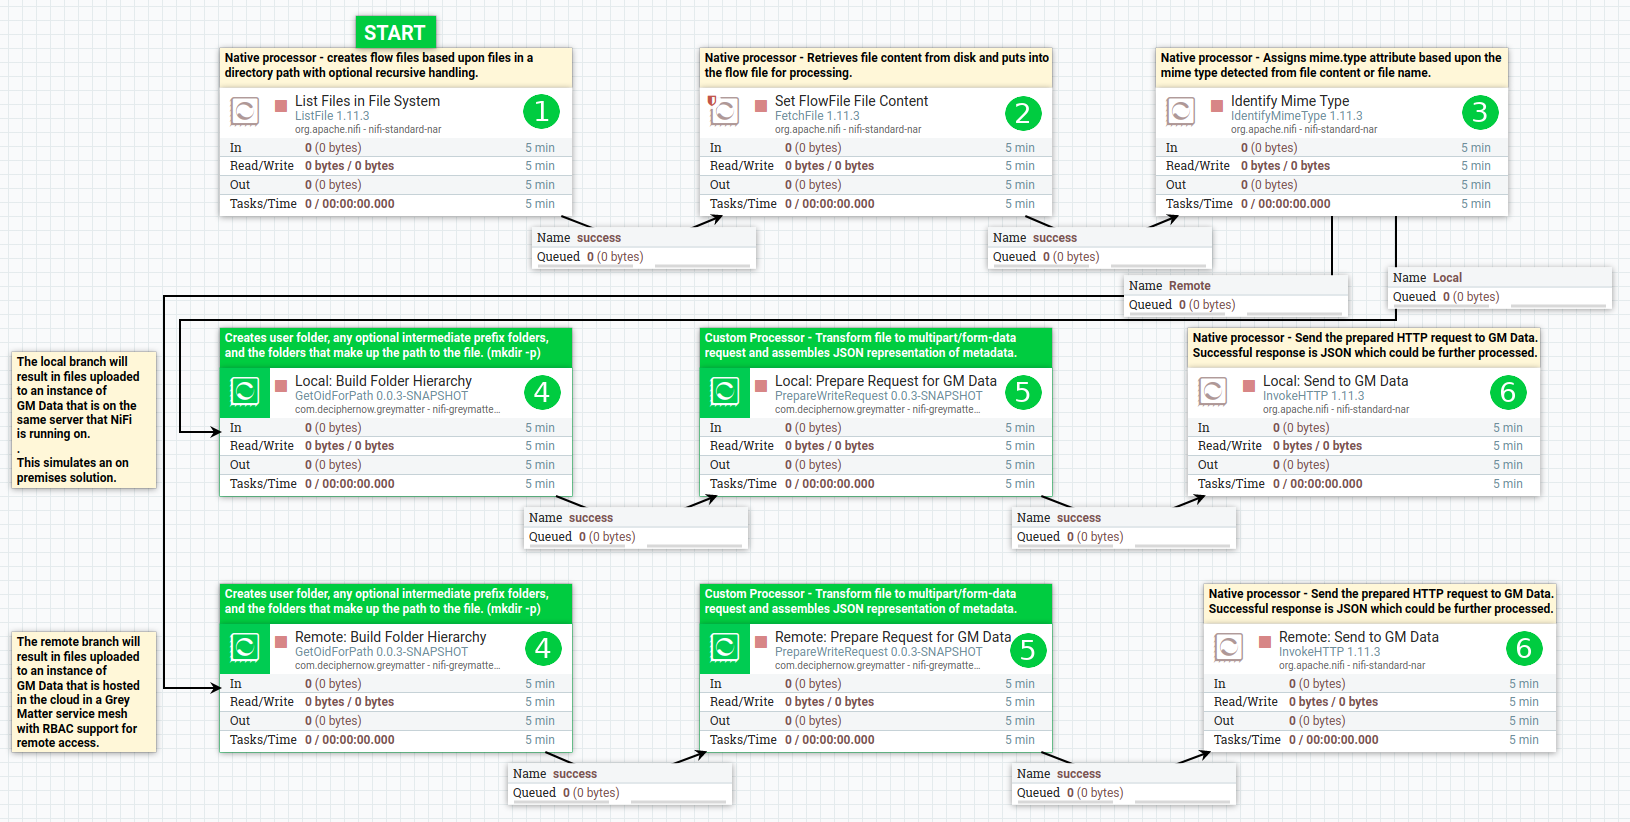 START
Native processor - creates flow files based upon files in a
directory path with optional recursive handling.
List Files in File System
ListFile 1.11.3
org.apache.nifi - nifi-standard-nar
1
In 0 (0 bytes) 5 min
Read/Write 0 bytes / 0 bytes 5 min
Out 0 (0 bytes) 5 min
Tasks/Time 0 / 00:00:00.000 5 min
Native processor - Retrieves file content from disk and puts into
the flow file for processing.
Set FlowFile File Content
FetchFile 1.11.3
org.apache.nifi - nifi-standard-nar
2
In 0 (0 bytes) 5 min
Read/Write 0 bytes / 0 bytes 5 min
Out 0 (0 bytes) 5 min
Tasks/Time 0 / 00:00:00.000 5 min
Native processor - Assigns mime.type attribute based upon the
mime type detected from file content or file name.
Identify Mime Type
IdentifyMimeType 1.11.3
org.apache.nifi - nifi-standard-nar
3
In 0 (0 bytes) 5 min
Read/Write 0 bytes / 0 bytes 5 min
Out 0 (0 bytes) 5 min
Tasks/Time 0 / 00:00:00.000 5 min
Name success
Queued 0 (0 bytes)
Name success
Queued 0 (0 bytes)
Name Remote
Queued 0 (0 bytes)
Name Local
Queued 0 (0 bytes)
The local branch will
result in files uploaded
to an instance of
GM Data that is on the
same server that NiFi
is running on.
.
This simulates an on
premises solution.
Creates user folder, any optional intermediate prefix folders,
and the folders that make up the path to the file. (mkdir -p)
Local: Build Folder Hierarchy
GetOidForPath 0.0.3-SNAPSHOT
com.deciphernow.greymatter - nifi-greymatte...
4
In 0 (0 bytes) 5 min
Read/Write 0 bytes / 0 bytes 5 min
Out 0 (0 bytes) 5 min
Tasks/Time 0 / 00:00:00.000 5 min
Custom Processor - Transform file to multipart/form-data
request and assembles JSON representation of metadata.
Local: Prepare Request for GM Data
PrepareWriteRequest 0.0.3-SNAPSHOT
com.deciphernow.greymatter - nifi-greymatte...
5
In 0 (0 bytes) 5 min
Read/Write 0 bytes / 0 bytes 5 min
Out 0 (0 bytes) 5 min
Tasks/Time 0 / 00:00:00.000 5 min
Native processor - Send the prepared HTTP request to GM Data.
Successful response is JSON which could be further processed.
Local: Send to GM Data
InvokeHTTP 1.11.3
org.apache.nifi - nifi-standard-nar
6
In 0 (0 bytes) 5 min
Read/Write 0 bytes / 0 bytes 5 min
Out 0 (0 bytes) 5 min
Tasks/Time 0 / 00:00:00.000 5 min
Name success
Queued 0 (0 bytes)
Name success
Queued 0 (0 bytes)
The remote branch will
result in files uploaded
to an instance of
GM Data that is hosted
in the cloud in a Grey
Matter service mesh
with RBAC support for
remote access.
Creates user folder, any optional intermediate prefix folders,
and the folders that make up the path to the file. (mkdir -p)
Remote: Build Folder Hierarchy
GetOidForPath 0.0.3-SNAPSHOT
com.deciphernow.greymatter - nifi-greymatte...
4
In 0 (0 bytes) 5 min
Read/Write 0 bytes / 0 bytes 5 min
Out 0 (0 bytes) 5 min
Tasks/Time 0 / 00:00:00.000 5 min
Custom Processor - Transform file to multipart/form-data
request and assembles JSON representation of metadata.
Remote: Prepare Request for GM Data
PrepareWriteRequest 0.0.3-SNAPSHOT
com.deciphernow.greymatter - nifi-greymatte...
5
In 0 (0 bytes) 5 min
Read/Write 0 bytes / 0 bytes 5 min
Out 0 (0 bytes) 5 min
Tasks/Time 0 / 00:00:00.000 5 min
Native processor - Send the prepared HTTP request to GM Data.
Successful response is JSON which could be further processed.
Remote: Send to GM Data
InvokeHTTP 1.11.3
org.apache.nifi - nifi-standard-nar
6
In 0 (0 bytes) 5 min
Read/Write 0 bytes / 0 bytes 5 min
Out 0 (0 bytes) 5 min
Tasks/Time 0 / 00:00:00.000 5 min
Name success
Queued 0 (0 bytes)
Name success
Queued 0 (0 bytes)